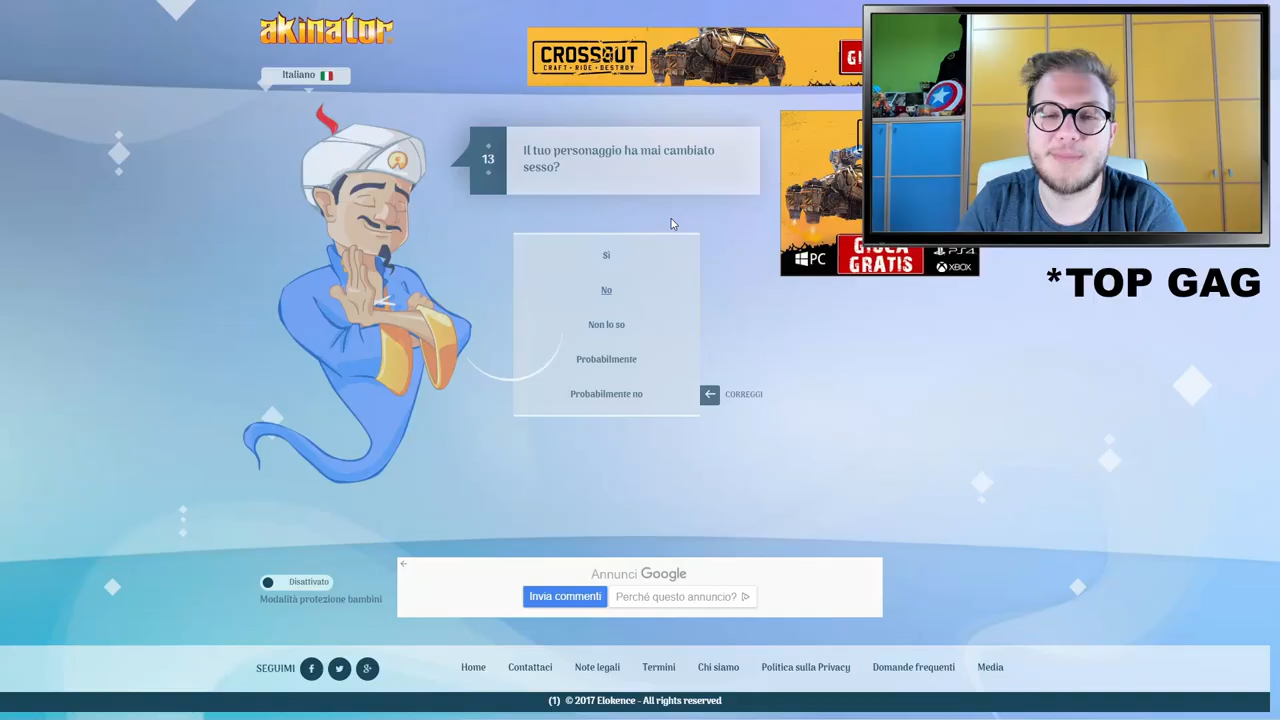 akinator
Italiano
CROSSOUT
CRAFT • RIDE • DESTROY
13
Il tuo personaggio ha mai cambiato
sesso?
Sì
No
Non lo so
Probabilmente
Probabilmente no
CORREGGI
GIOCA
GRATIS
PC
PS4
XBOX
*TOP GAG
Annunci Google
Invia commenti
Perché questo annuncio?
Disattivato
Modalità protezione bambini
SEGUIMI
Home
Contattaci
Note legali
Termini
Chi siamo
Politica sulla Privacy
Domande frequenti
Media
(1) © 2017 Elokence - All rights reserved